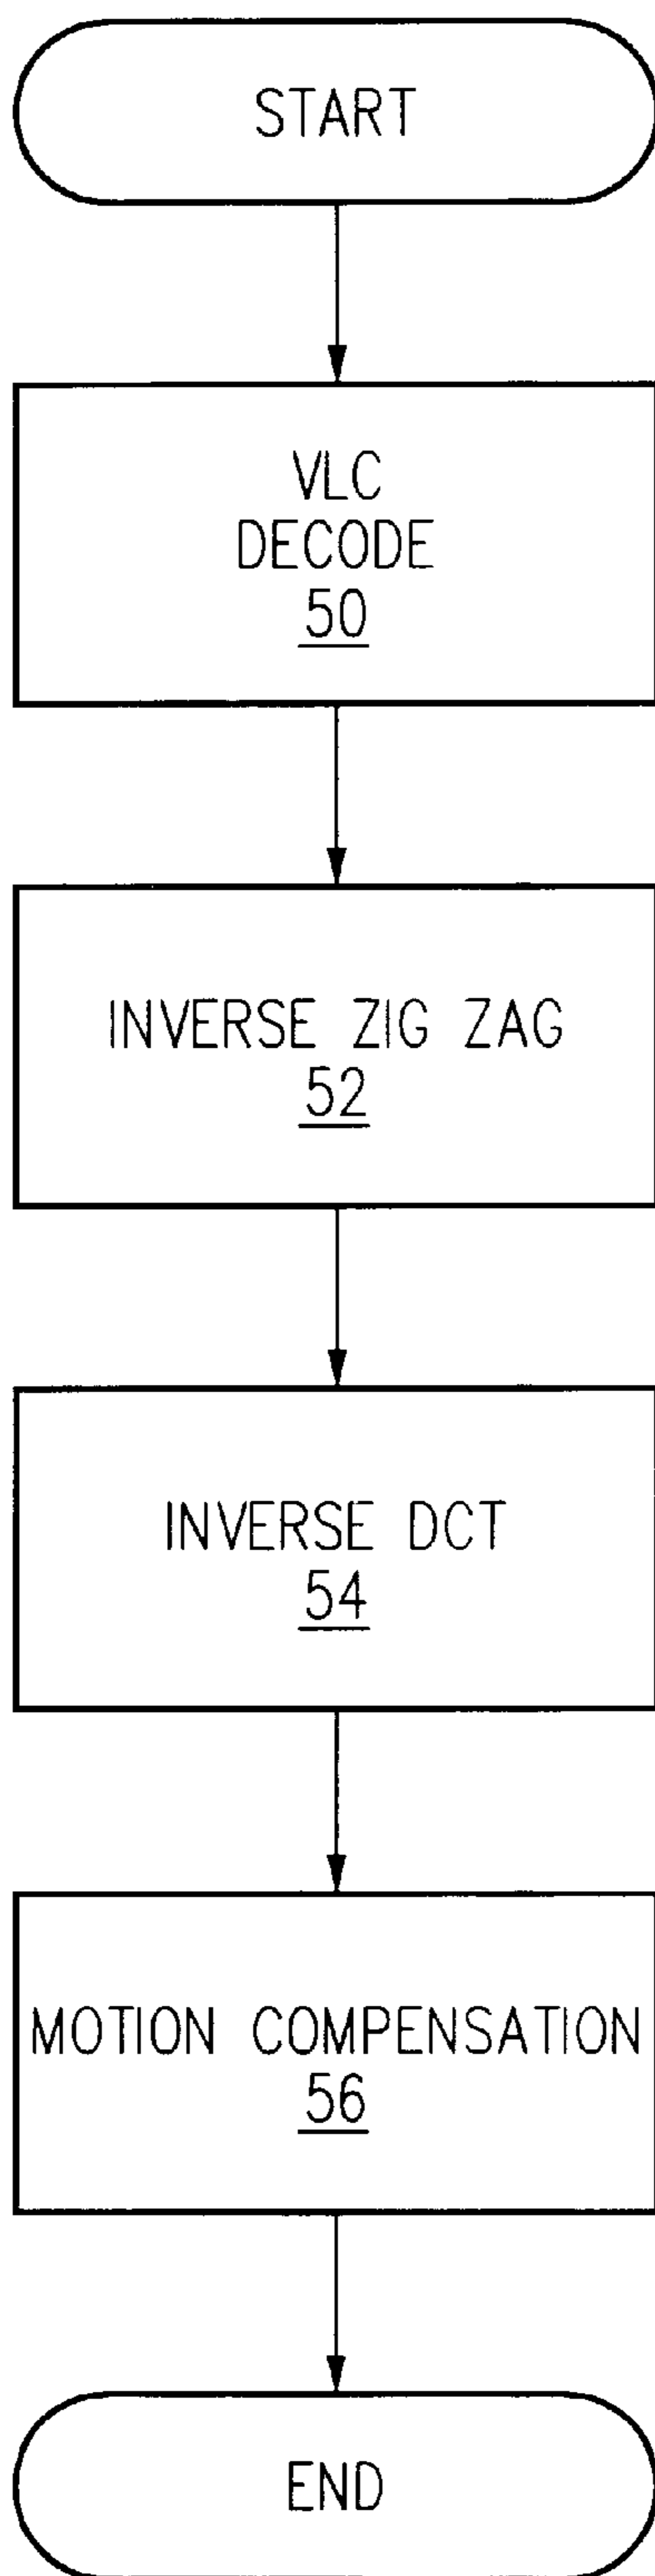 START
VLC
DECODE
50
INVERSE ZIG ZAG
52
INVERSE DCT
54
MOTION COMPENSATION
56
END